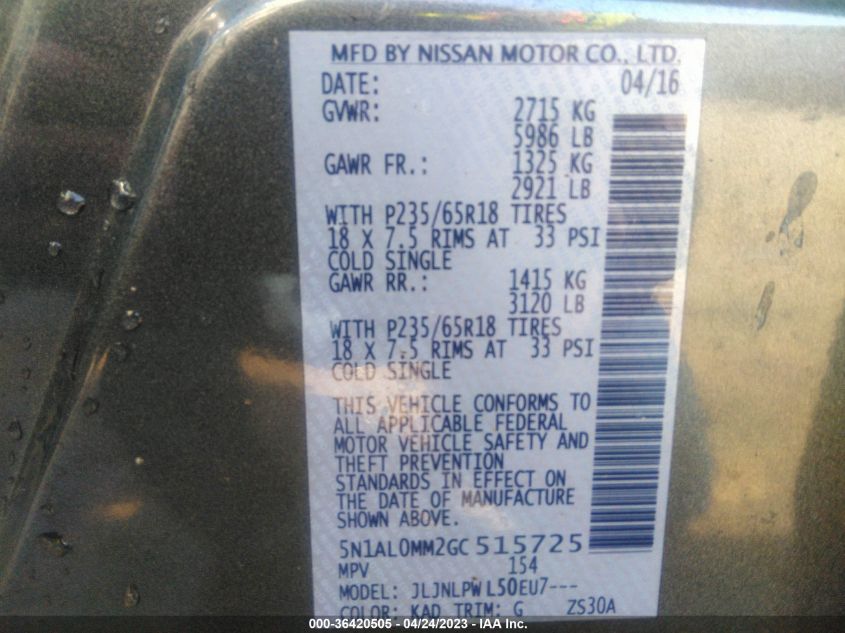 MFD BY NISSAN MOTOR CO., LTD.
DATE: 04/16
GVWR: 2715 KG
5986 LB
GAWR FR.: 1325 KG
2921 LB
WITH P235/65R18 TIRES
18 X 7.5 RIMS AT 33 PSI
COLD SINGLE
GAWR RR.: 1415 KG
3120 LB
WITH P235/65R18 TIRES
18 X 7.5 RIMS AT 33 PSI
COLD SINGLE
THIS VEHICLE CONFORMS TO
ALL APPLICABLE FEDERAL
MOTOR VEHICLE SAFETY AND
THEFT PREVENTION
STANDARDS IN EFFECT ON
THE DATE OF MANUFACTURE
SHOWN ABOVE.
5N1AL0MM2GC 515725
MPV 154
MODEL: JLJNLPW L50EU7---
COLOR: KAD TRIM: G ZS30A
000-36420505 - 04/24/2023 - IAA Inc.